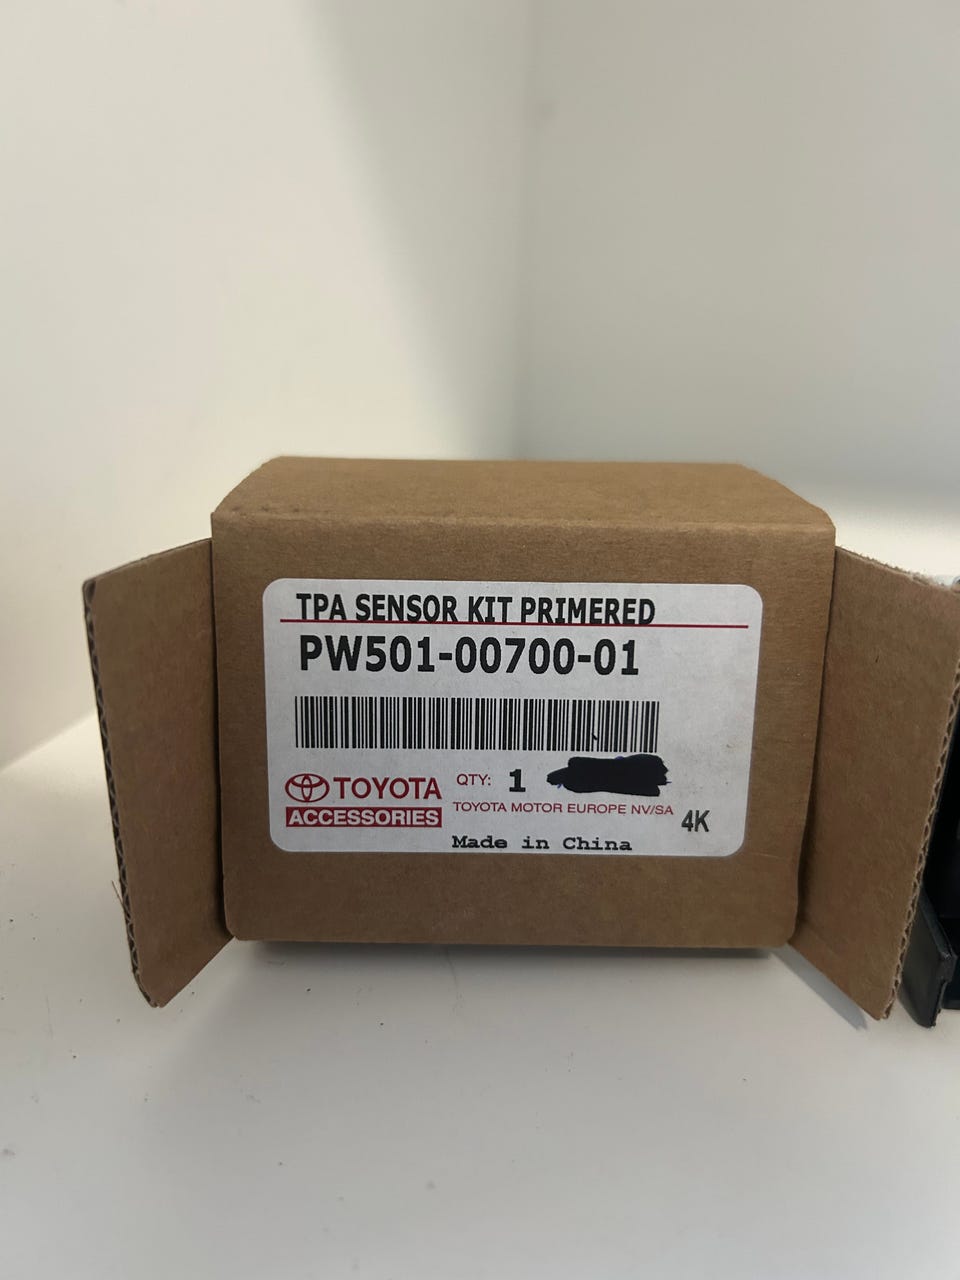 TPA SENSOR KIT PRIMERED
PW501-00700-01
TOYOTA
ACCESSORIES
QTY: 1
TOYOTA MOTOR EUROPE NV/SA
4K
Made in China